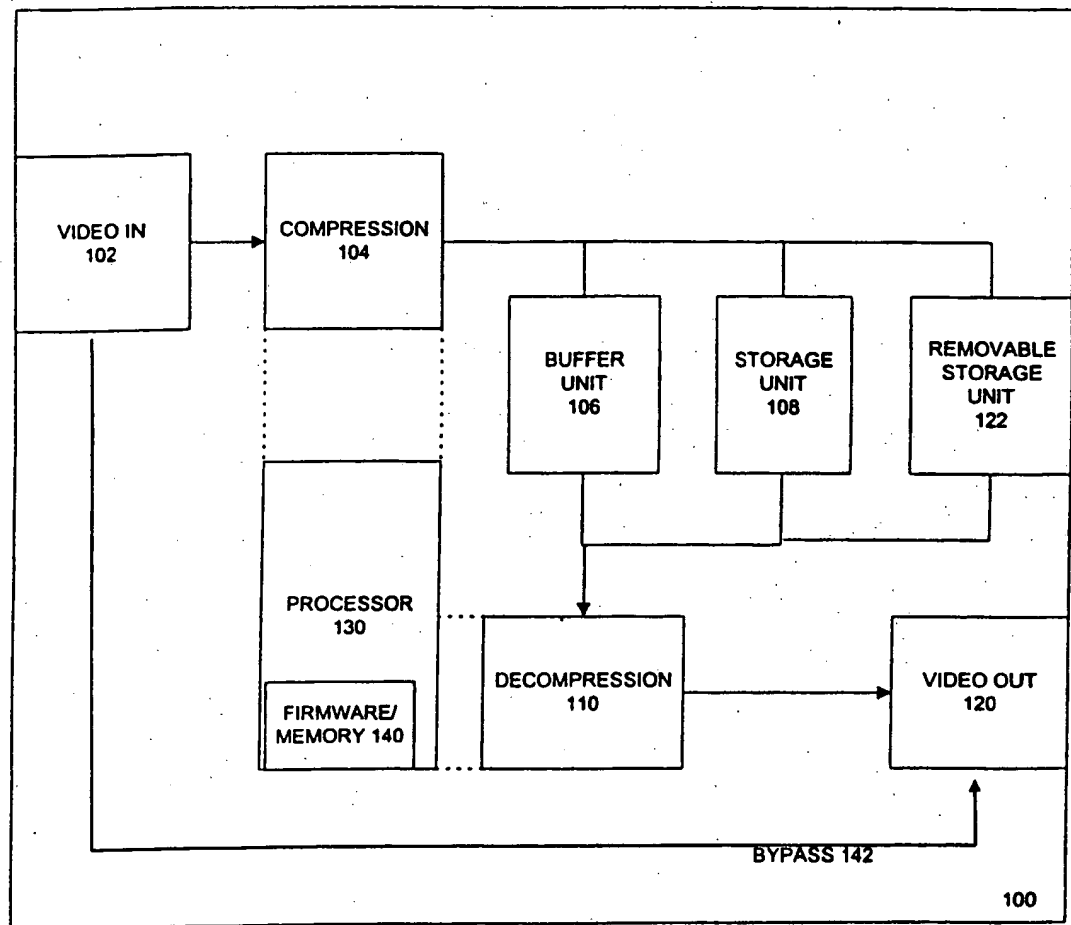 VIDEO IN
102
COMPRESSION
104
BUFFER
UNIT
106
STORAGE
UNIT
108
REMOVABLE
STORAGE
UNIT
122
PROCESSOR
130
FIRMWARE/
MEMORY 140
DECOMPRESSION
110
VIDEO OUT
120
BYPASS 142
100